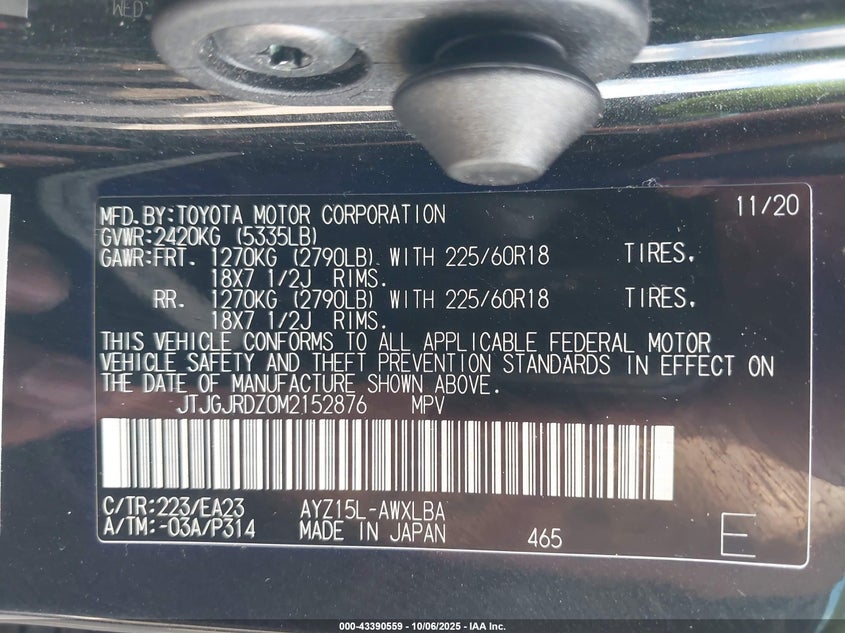 WED
MFD.BY:TOYOTA MOTOR CORPORATION 11/20
GVWR:2420KG (5335LB)
GAWR:FRT. 1270KG (2790LB) WITH 225/60R18 TIRES.
18X7 1/2J RIMS.
RR. 1270KG (2790LB) WITH 225/60R18 TIRES.
18X7 1/2J RIMS.
THIS VEHICLE CONFORMS TO ALL APPLICABLE FEDERAL MOTOR
VEHICLE SAFETY AND THEFT PREVENTION STANDARDS IN EFFECT ON
THE DATE OF MANUFACTURE SHOWN ABOVE.
JTJGJRDZ0M2152876 MPV
C/TR:223/EA23 AYZ15L-AWXLBA
A/TM:-03A/P314 MADE IN JAPAN 465 E
000-43390559 - 10/06/2025 - IAA Inc.